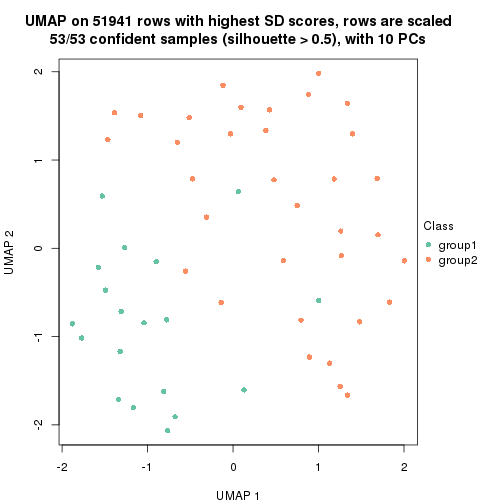 UMAP on 51941 rows with highest SD scores, rows are scaled
53/53 confident samples (silhouette > 0.5), with 10 PCs
2
1
0
-1
-2
UMAP 2
-2
-1
0
1
2
UMAP 1
Class
group1
group2